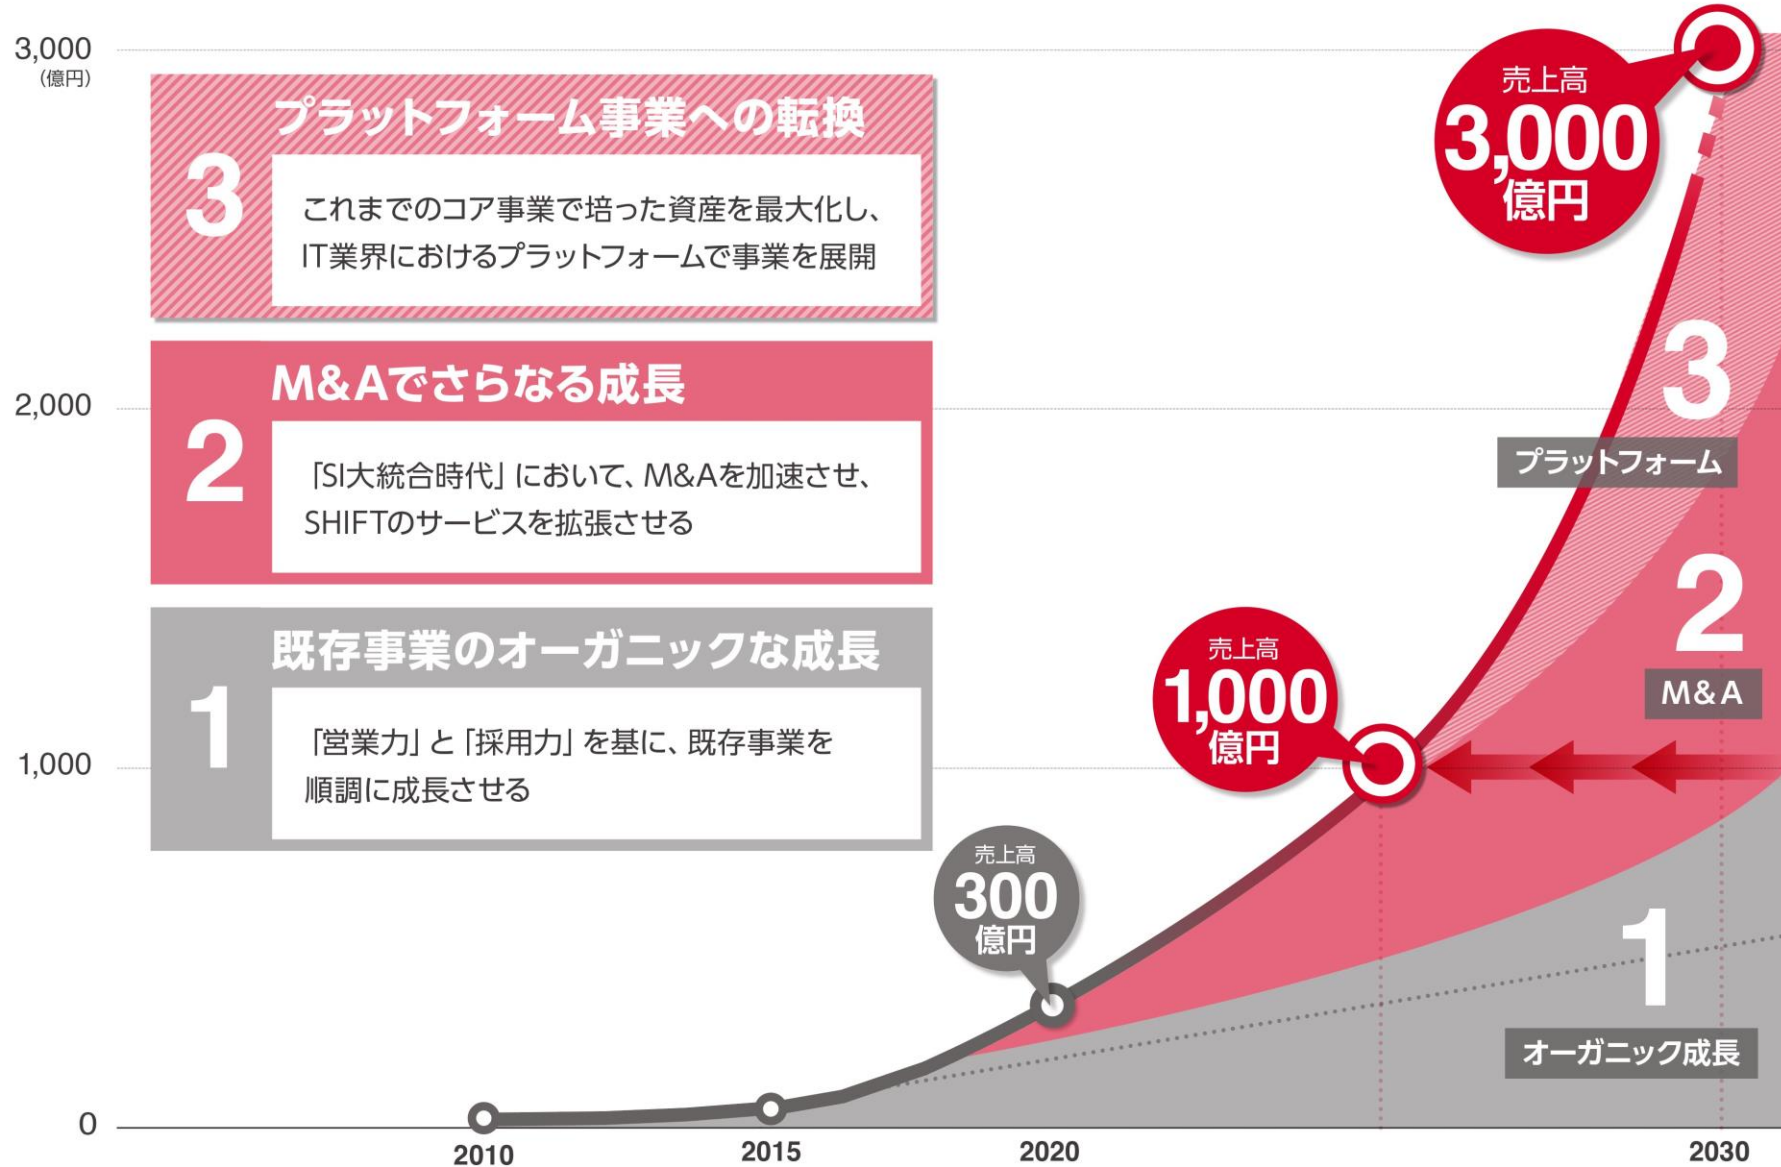 3,000
（億円）
プラットフォーム事業への転換
3
これまでのコア事業で培った資産を最大化し、
IT業界におけるプラットフォームで事業を展開
2,000
M&Aでさらなる成長
2
「SI大統合時代」において、M&Aを加速させ、
SHIFTのサービスを拡張させる
既存事業のオーガニックな成長
1
「営業力」と「採用力」を基に、既存事業を
順調に成長させる
1,000
0
売上高
3,000
億円
3
プラットフォーム
2
M&A
売上高
1,000
億円
売上高
300
億円
1
オーガニック成長
2010
2015
2020
2030